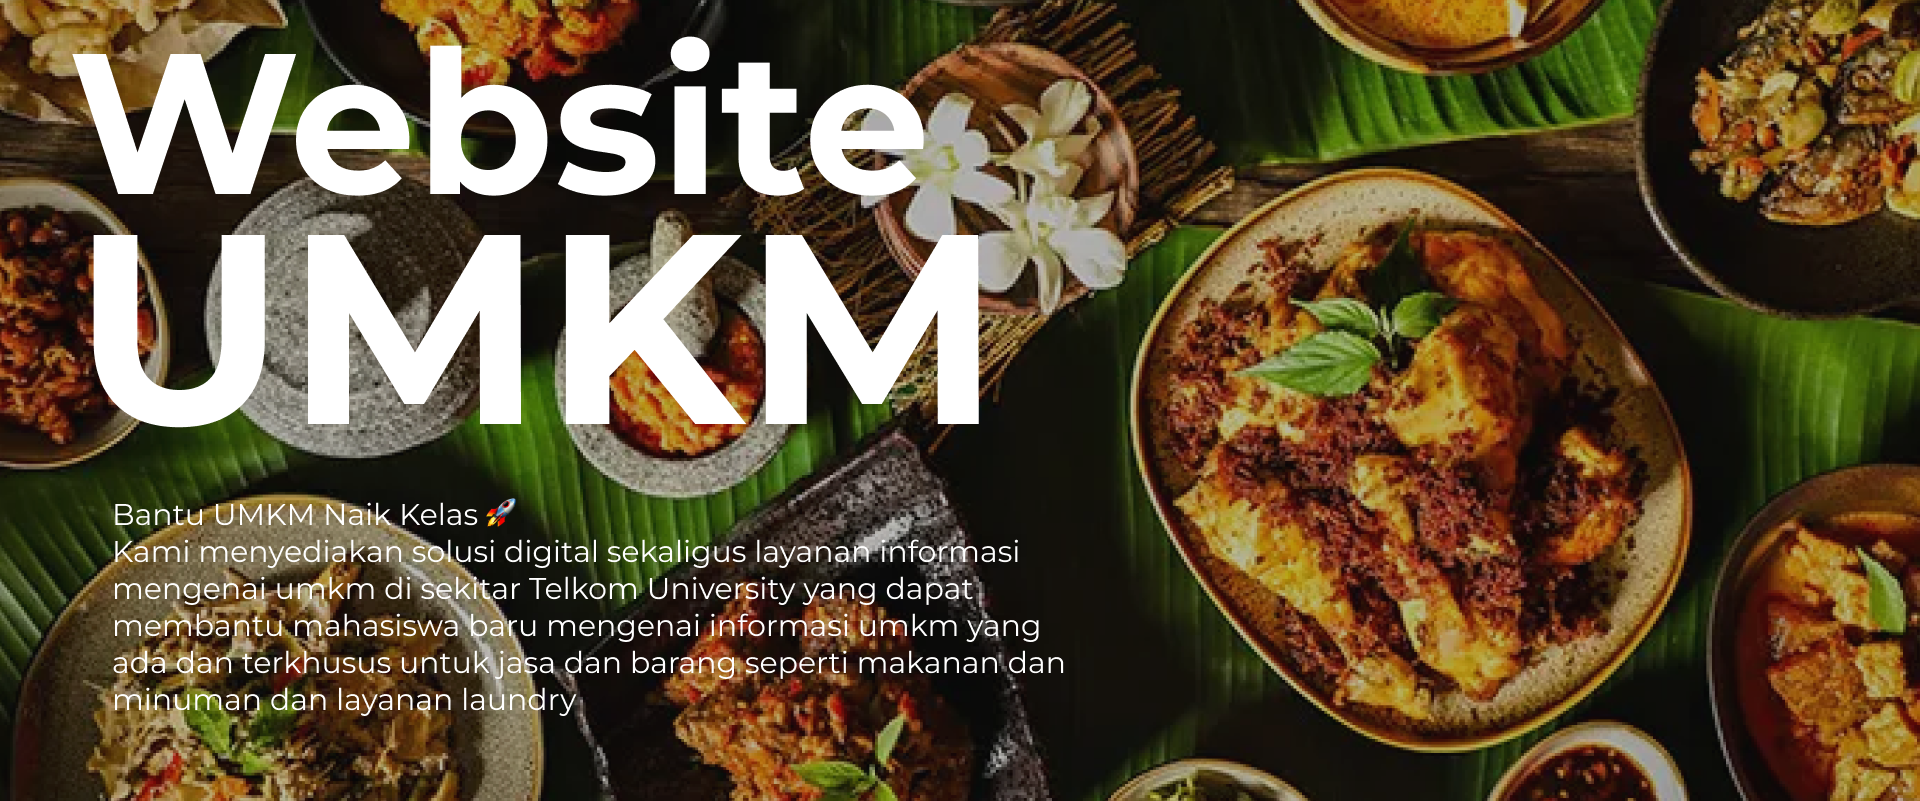 Website
UMKM
Bantu UMKM Naik Kelas 🚀
Kami menyediakan solusi digital sekaligus layanan informasi
mengenai umkm di sekitar Telkom University yang dapat
membantu mahasiswa baru mengenai informasi umkm yang
ada dan terkhusus untuk jasa dan barang seperti makanan dan
minuman dan layanan laundry